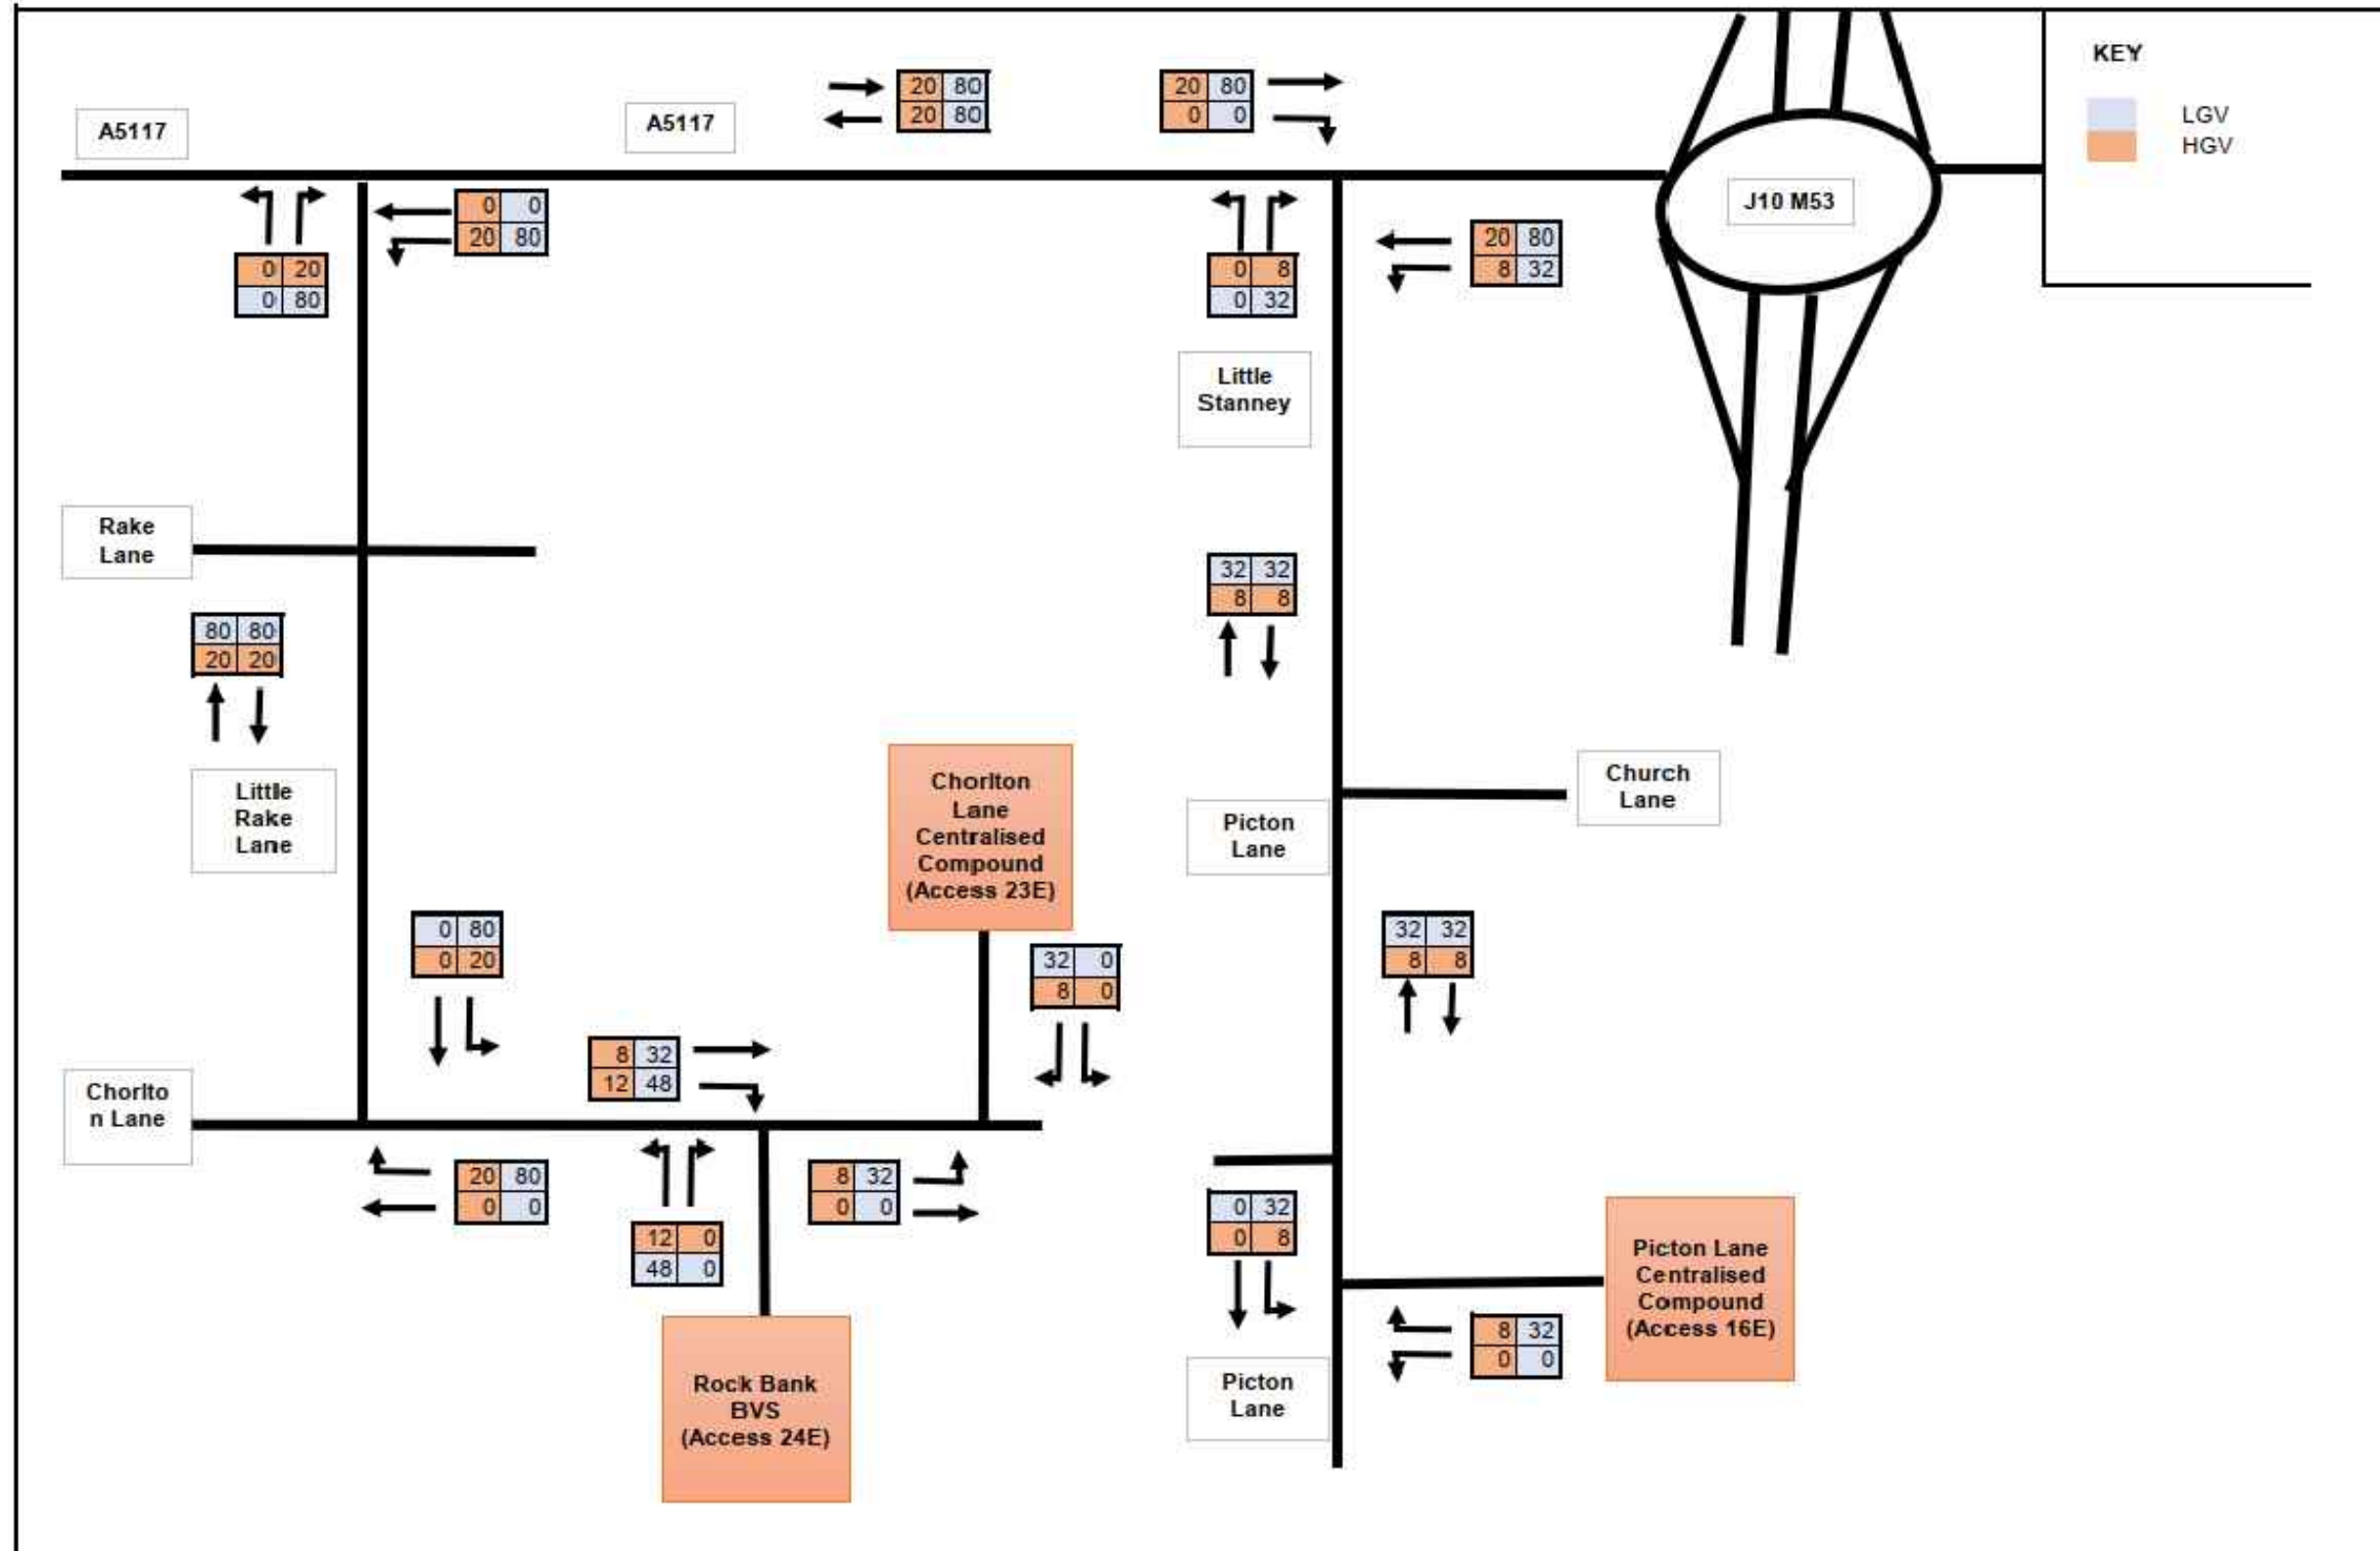 KEY
LGV
HGV
20 80
20 80
20 80
0 0
A5117
A5117
J10 M53
0 0
20 80
0 20
0 80
0 8
0 32
20 80
8 32
Little
Stanney
Rake
Lane
32 32
8 8
80 80
20 20
Little
Rake
Lane
Chorlton
Lane
Centralised
Compound
(Access 23E)
Picton
Lane
Church
Lane
0 80
0 20
32 0
8 0
32 32
8 8
8 32
12 48
Chorlto
n Lane
20 80
0 0
12 0
48 0
8 32
0 0
0 32
0 8
Picton Lane
Centralised
Compound
(Access 16E)
8 32
0 0
Rock Bank
BVS
(Access 24E)
Picton
Lane